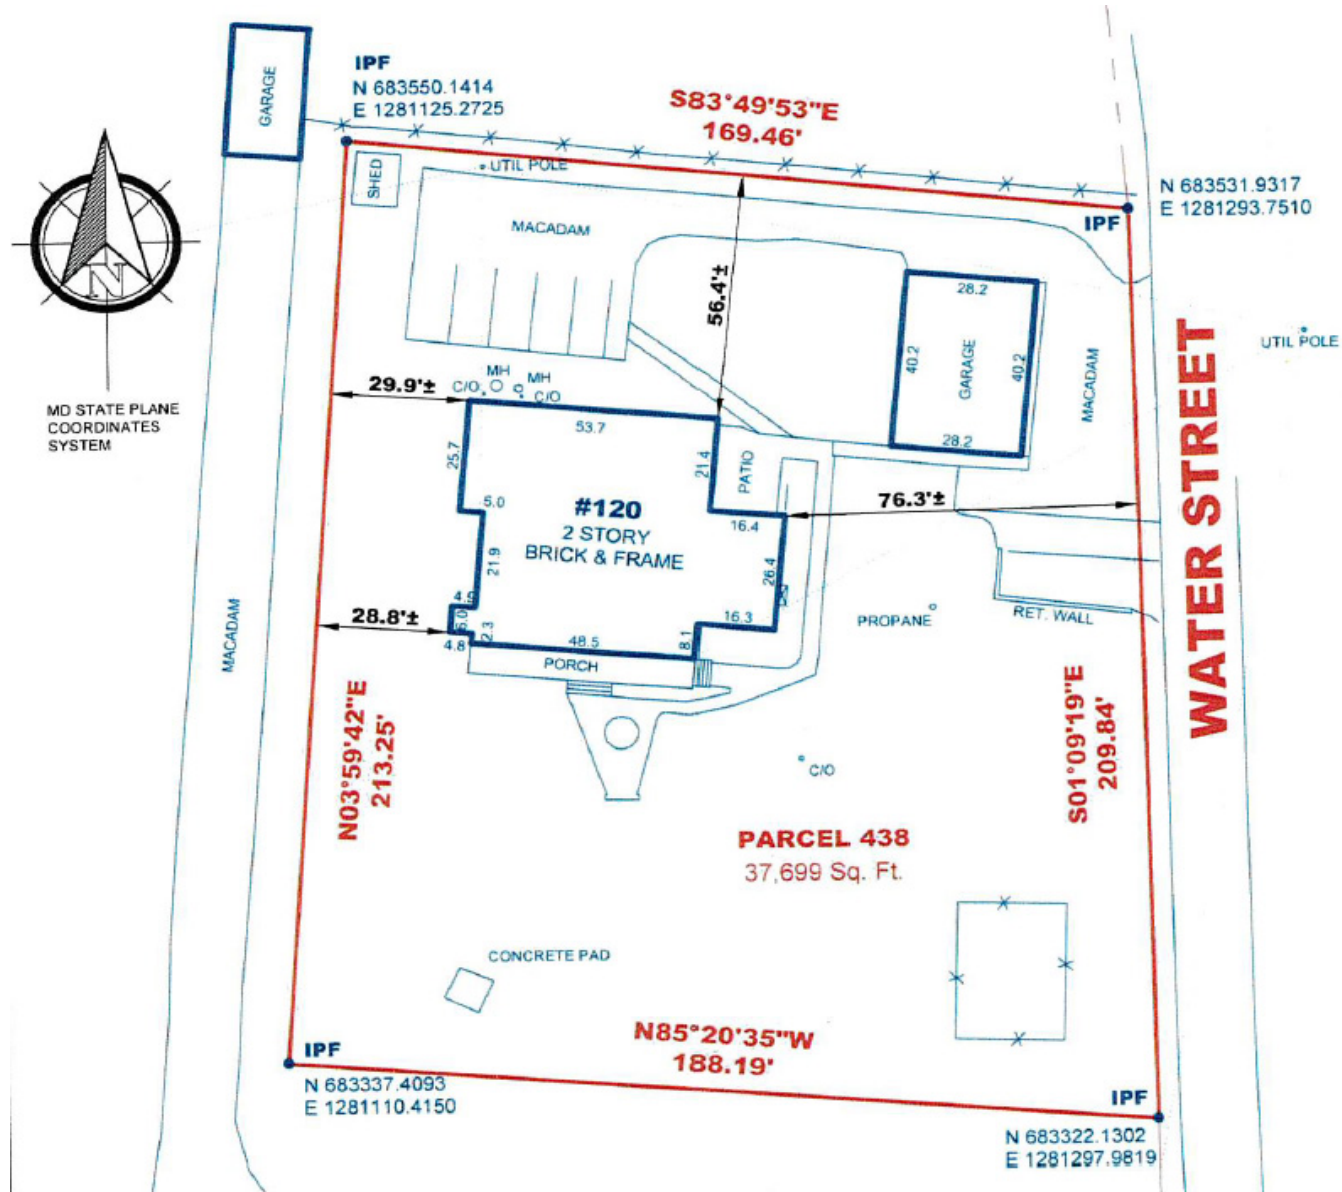 GARAGE
IPF
N 683550.1414
E 1281125.2725
S83°49'53"E
169.46'
N 683531.9317
E 1281293.7510
IPF
SHED
UTIL POLE
MACADAM
N
MD STATE PLANE
COORDINATES
SYSTEM
56.4'±
28.2
40.2
GARAGE
40.2
28.2
MACADAM
UTIL POLE
WATER STREET
29.9'±
MH
C/O
MH
C/O
53.7
25.7
21.4
PATIO
5.0
#120
2 STORY
BRICK & FRAME
16.4
76.3'±
21.9
26.4
28.8'±
6.0
2.3
4.8
48.5
8.1
16.3
PORCH
PROPANE
RET. WALL
MACADAM
N03°59'42"E
213.25'
S01°09'19"E
209.84'
C/O
PARCEL 438
37,699 Sq. Ft.
CONCRETE PAD
N85°20'35"W
188.19'
IPF
N 683337.4093
E 1281110.4150
IPF
N 683322.1302
E 1281297.9819